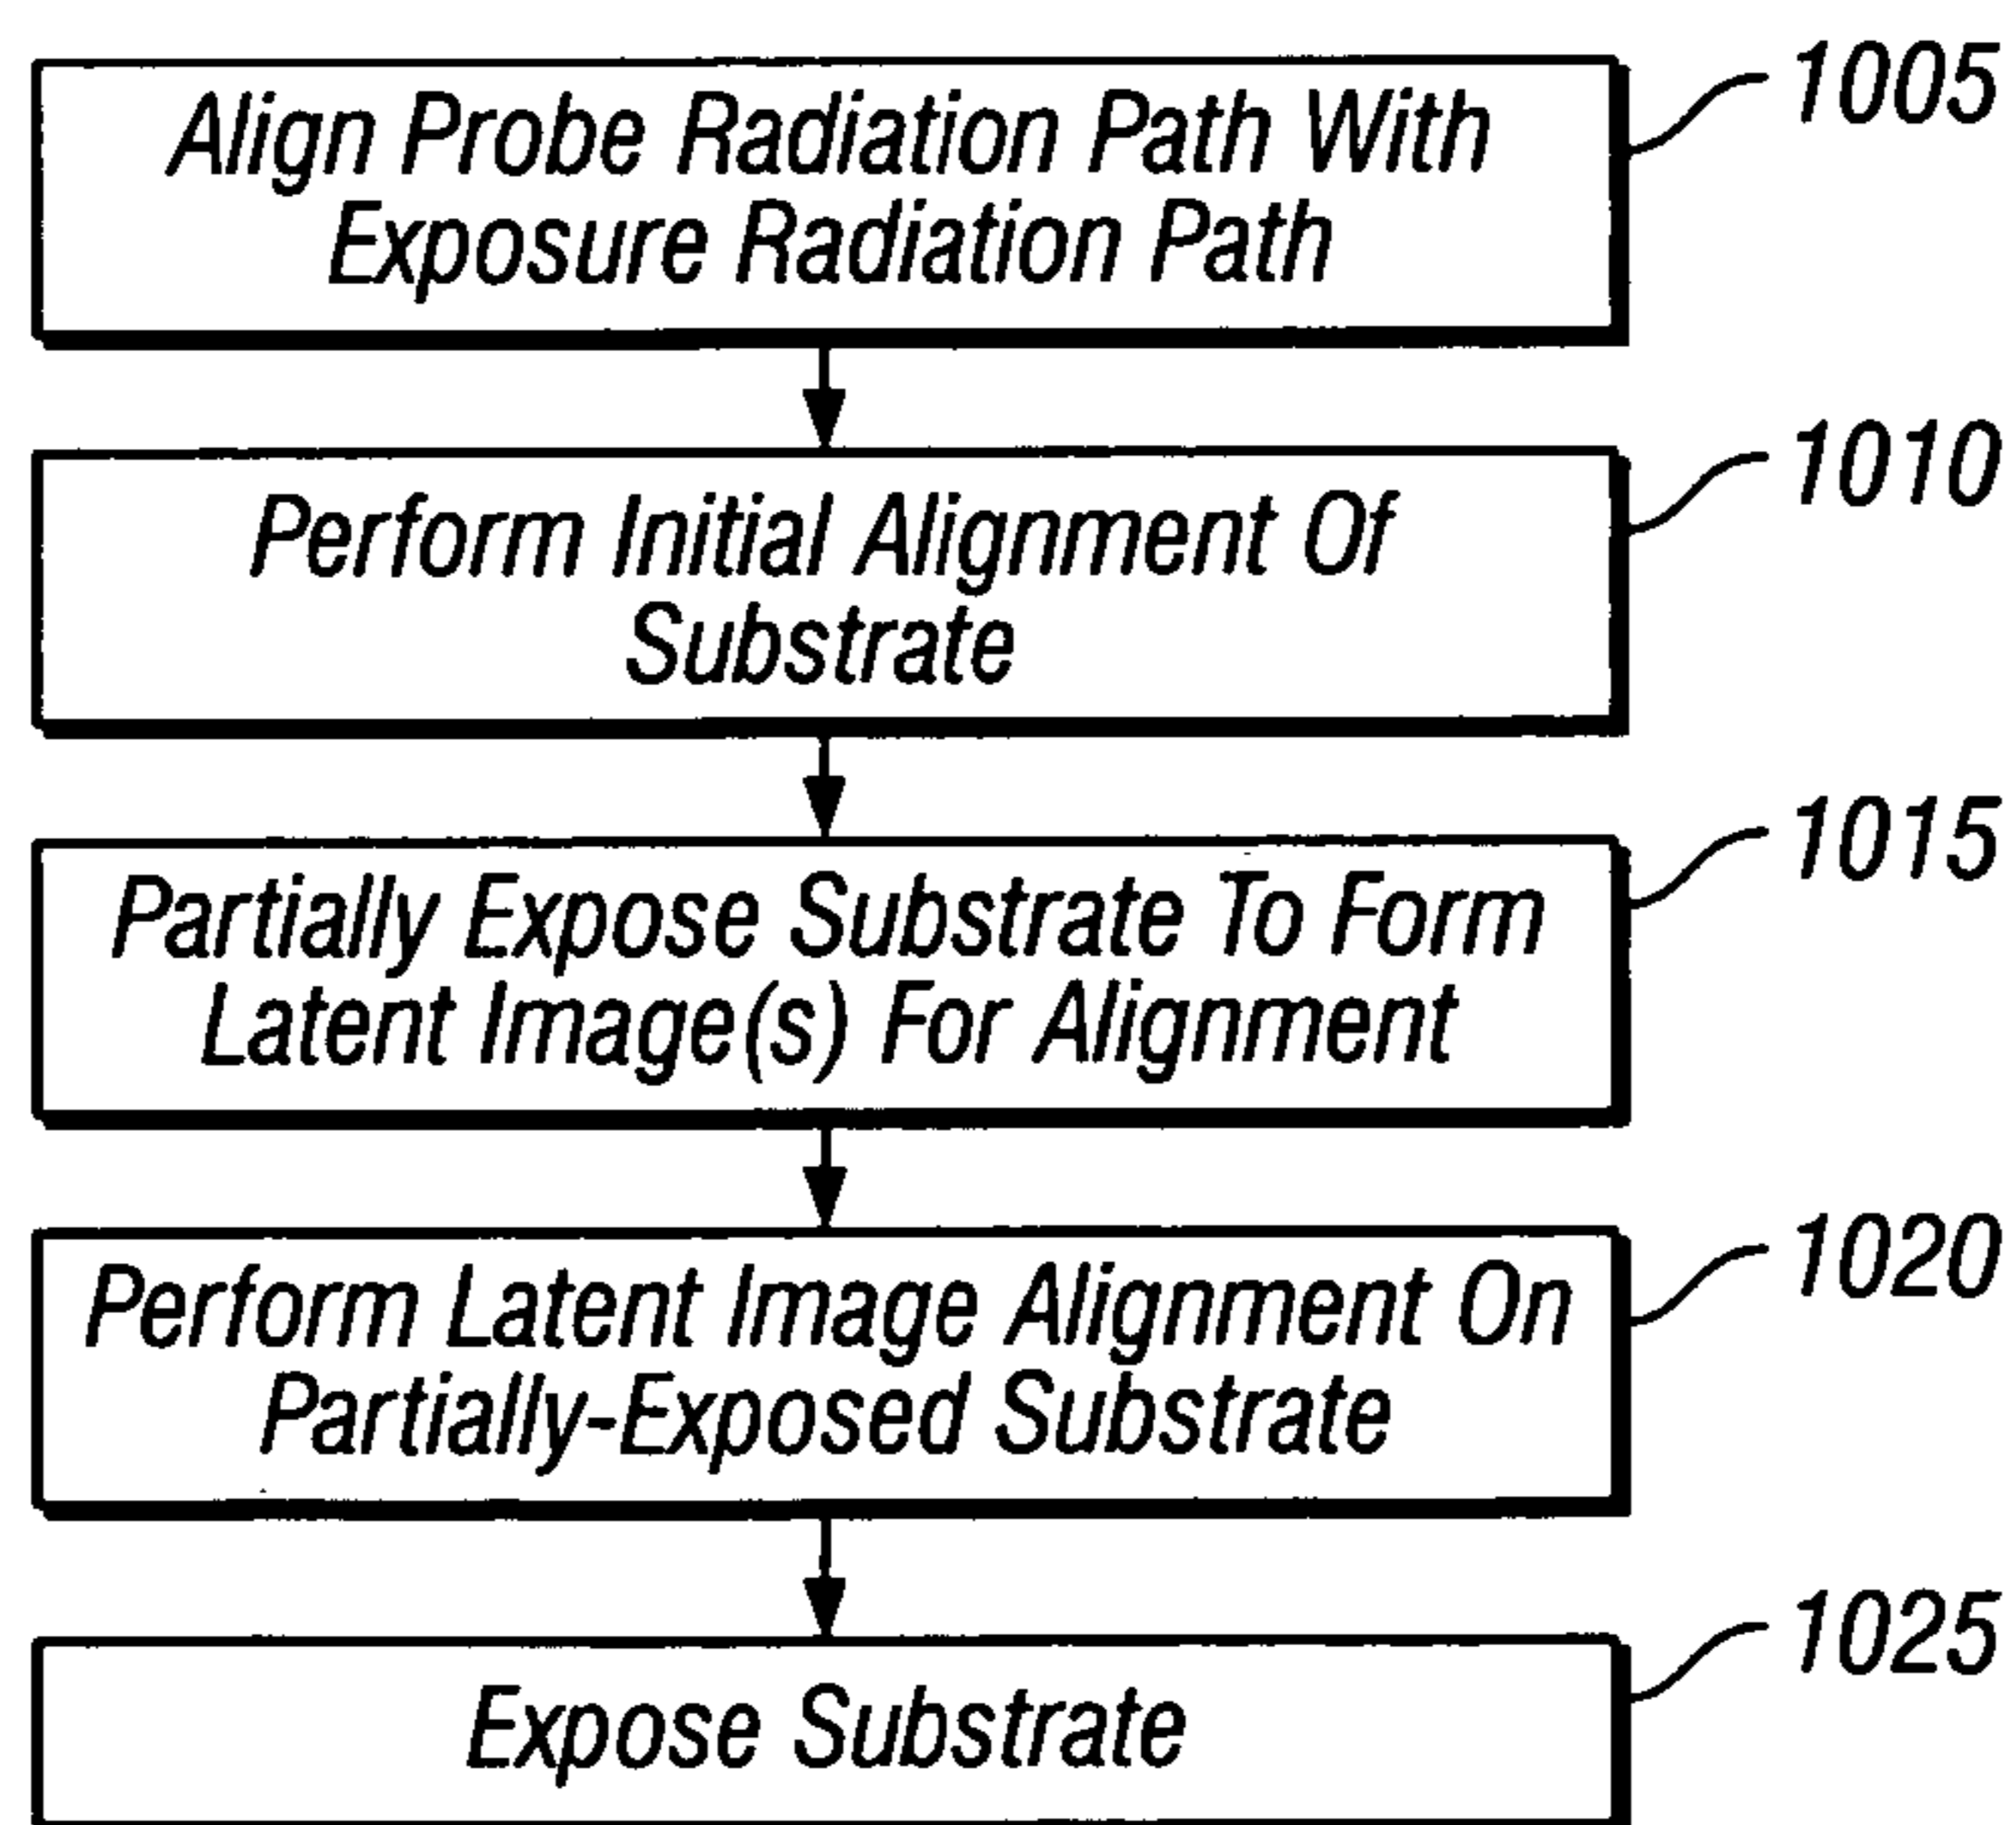 Align Probe Radiation Path With
Exposure Radiation Path
1005
Perform Initial Alignment Of
Substrate
1010
Partially Expose Substrate To Form
Latent Image(s) For Alignment
1015
Perform Latent Image Alignment On
Partially-Exposed Substrate
1020
Expose Substrate
1025